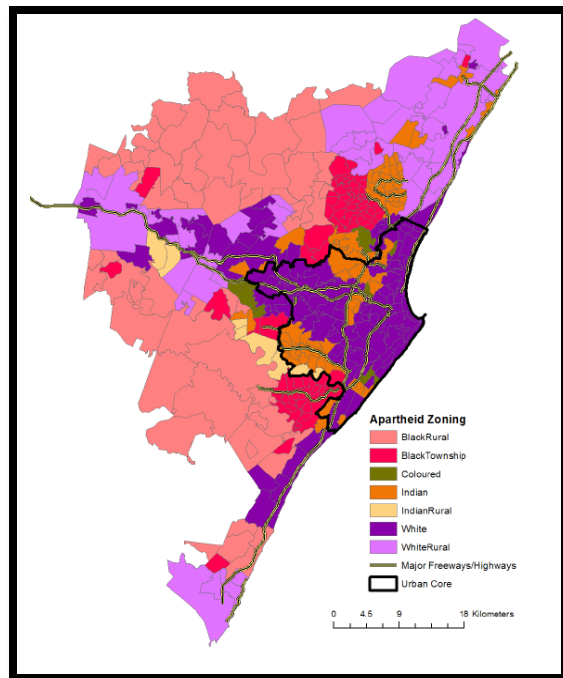 Apartheid Zoning
BlackRural
BlackTownship
Coloured
Indian
IndianRural
White
WhiteRural
Major Freeways/Highways
Urban Core
0 4.5 9 18 Kilometers